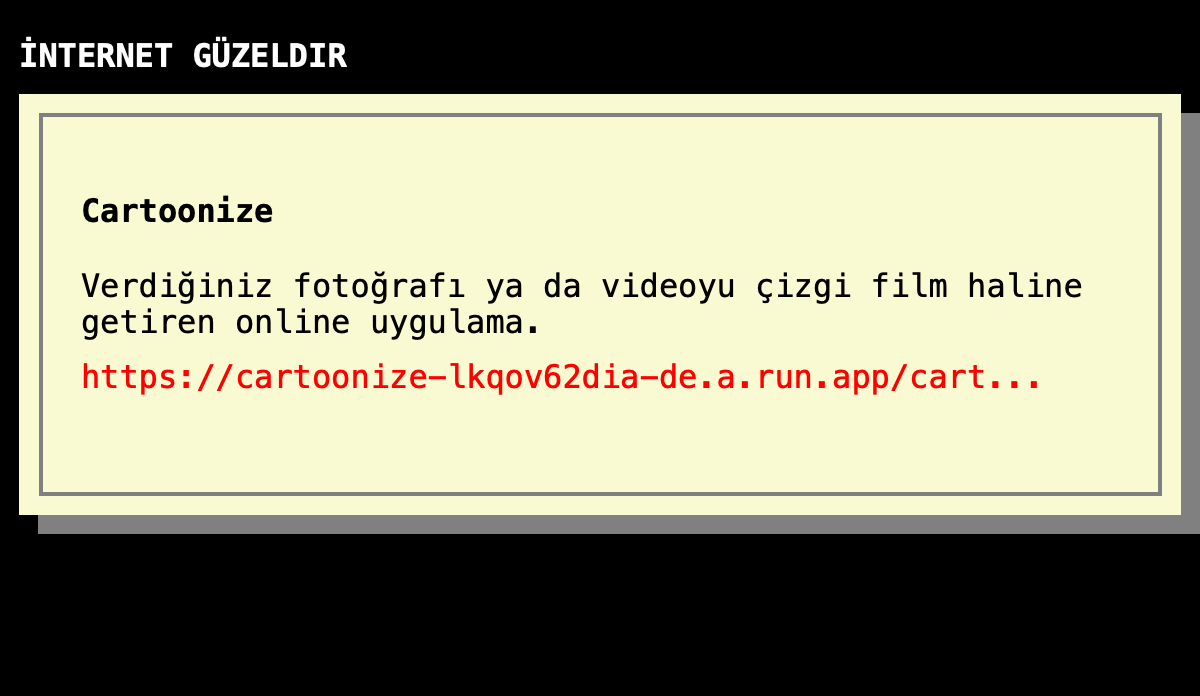 İNTERNET GÜZELDIR
Cartoonize
Verdiğiniz fotoğrafı ya da videoyu çizgi film haline
getiren online uygulama.
https://cartoonize-lkqov62dia-de.a.run.app/cart...